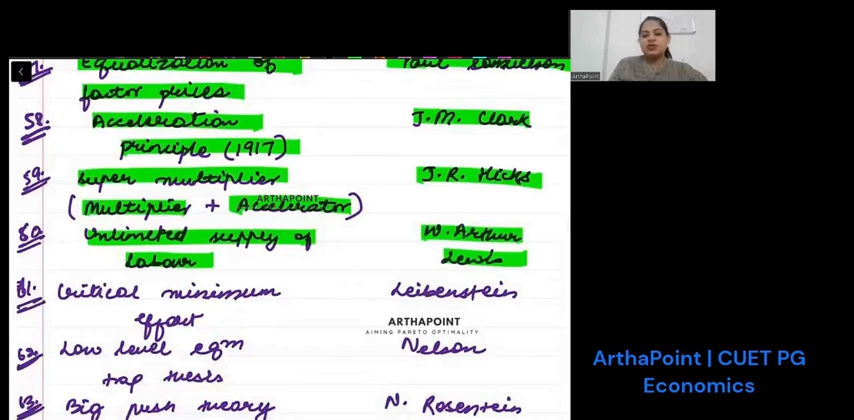 57. Equalization of Paul Samuelson
factor prices
58. Acceleration J.M. Clark
principle (1917)
59. Super multiplier J.R. Hicks
(Multiplier + Accelerator)
ARTHAPOINT
60. Unlimited supply of W. Arthur
labour Lewis
61. Critical minimum Leibenstein
effort
ARTHAPOINT
AIMING PARETO OPTIMALITY
62. Low level eqm Nelson
trap thesis
63. Big push theory N. Rosenstein
ArthaPoint
ArthaPoint | CUET PG
Economics